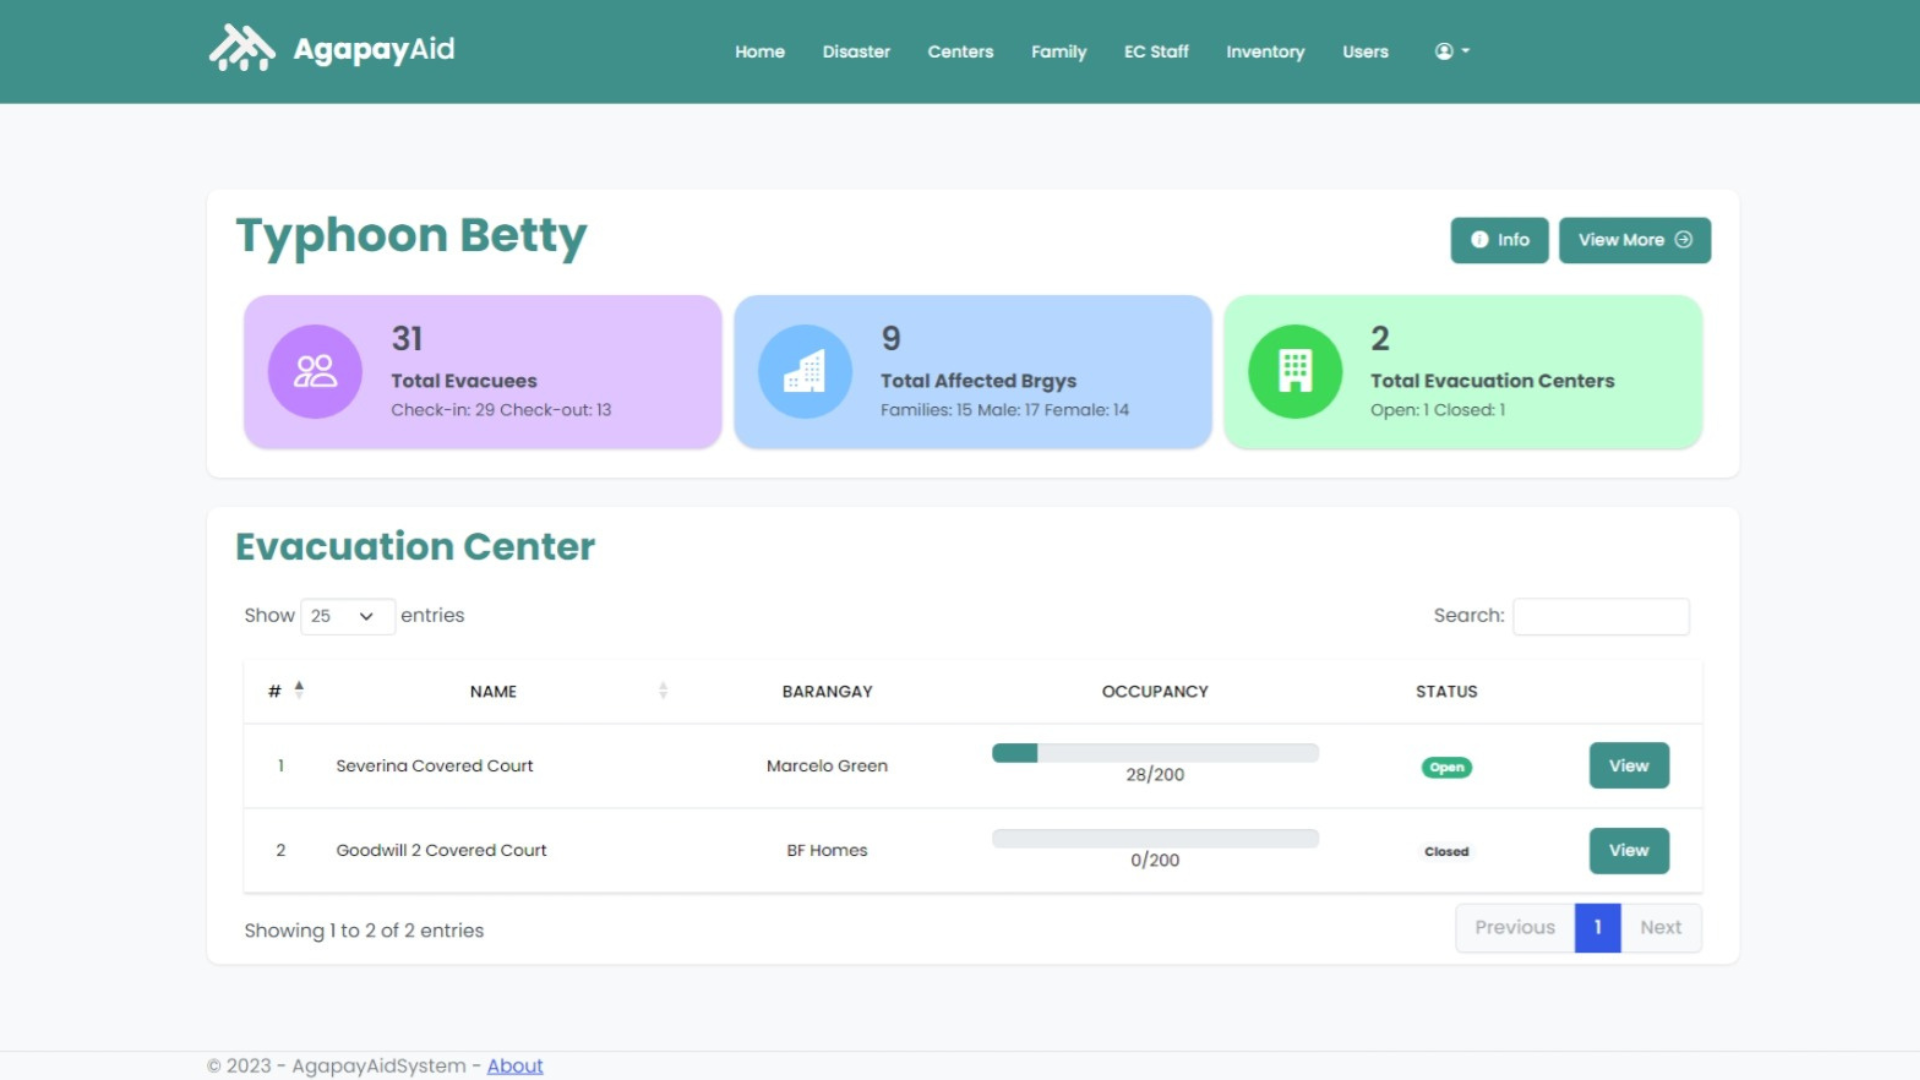 AgapayAid
Home Disaster Centers Family EC Staff Inventory Users
Typhoon Betty
Info View More
31
Total Evacuees
Check-in: 29 Check-out: 13
9
Total Affected Brgys
Families: 15 Male: 17 Female: 14
2
Total Evacuation Centers
Open: 1 Closed: 1
Evacuation Center
Show 25 entries Search:
# NAME BARANGAY OCCUPANCY STATUS
1 Severina Covered Court Marcelo Green 28/200 Open View
2 Goodwill 2 Covered Court BF Homes 0/200 Closed View
Showing 1 to 2 of 2 entries Previous 1 Next
© 2023 - AgapayAidSystem - About